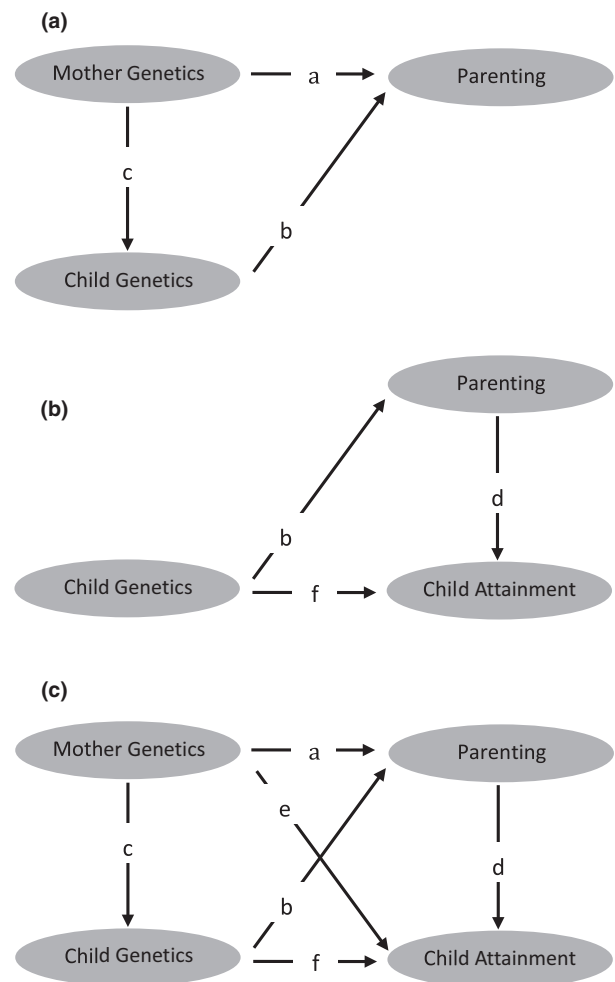 (a)
Mother Genetics
a
Parenting
c
b
Child Genetics
Parenting
(b)
d
b
Child Genetics
f
Child Attainment
(c)
Mother Genetics
a
Parenting
e
c
d
b
Child Genetics
f
Child Attainment